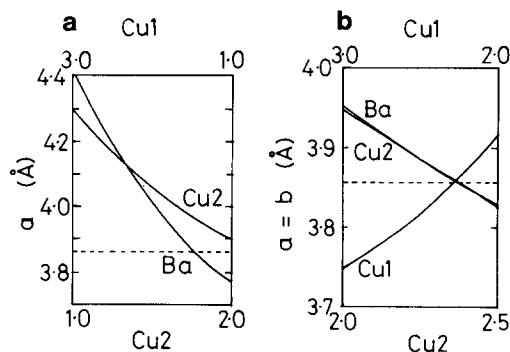 a
Cu1
3·0 1·0
4·4
4·2
4·0
3·8
a (Å)
Cu2
Ba
1·0 2·0
Cu2
b
Cu1
3·0 2·0
4·0
3·9
3·8
3·7
a = b (Å)
Ba
Cu2
Cu1
2·0 2·5
Cu2